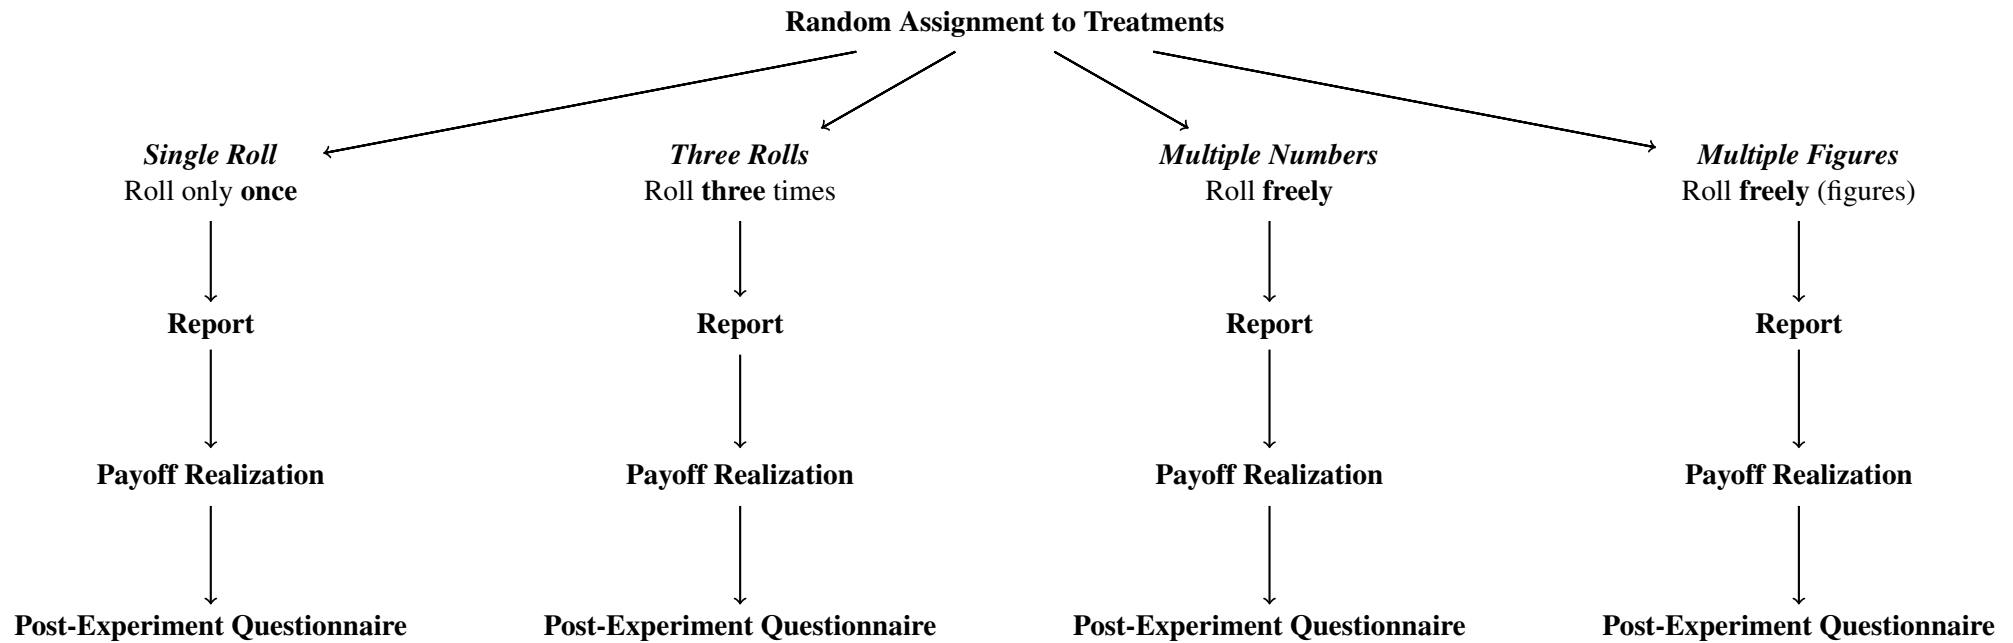 Random Assignment to Treatments
Single Roll
Roll only once
Three Rolls
Roll three times
Multiple Numbers
Roll freely
Multiple Figures
Roll freely (figures)
Report
Report
Report
Report
Payoff Realization
Payoff Realization
Payoff Realization
Payoff Realization
Post-Experiment Questionnaire
Post-Experiment Questionnaire
Post-Experiment Questionnaire
Post-Experiment Questionnaire